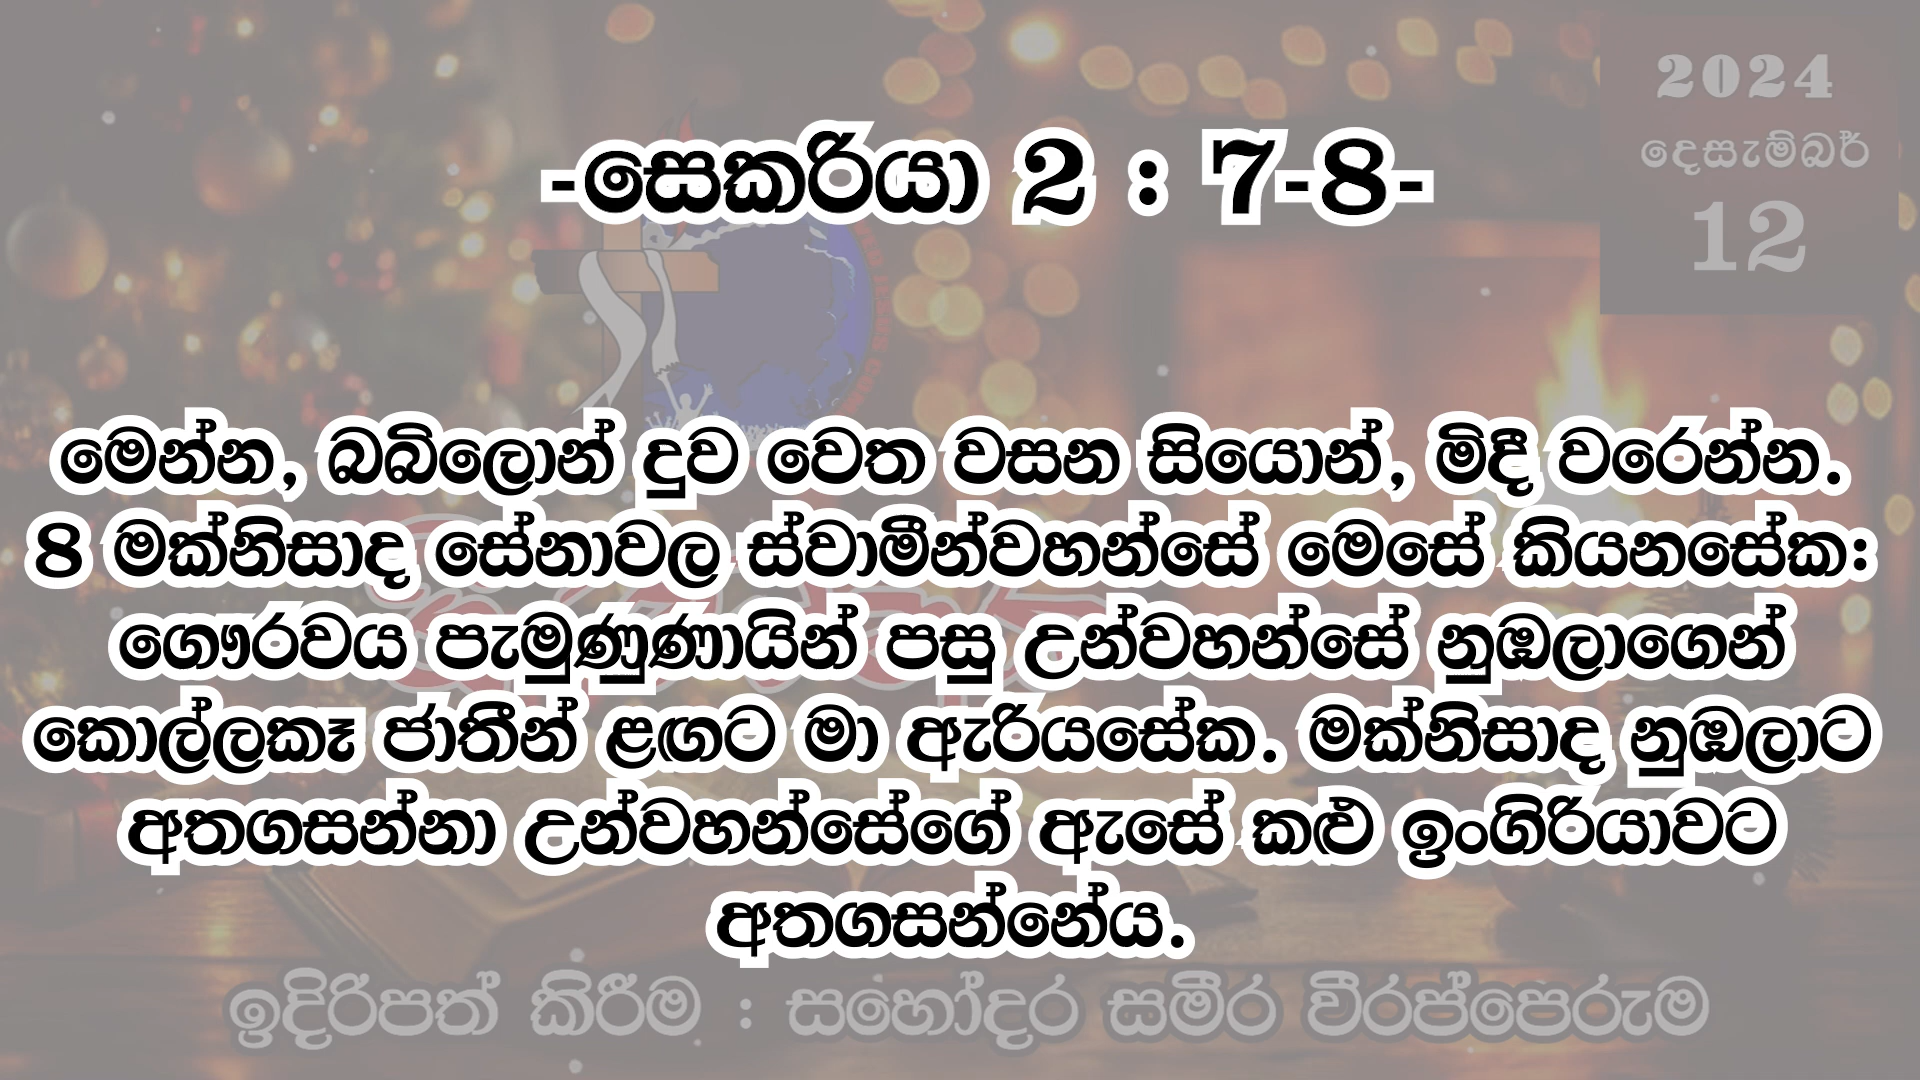 2024
දෙසැම්බර්
12
-සෙකරියා 2 : 7-8-
මෙන්න, බබිලොන් දුව වෙත වසන සියොන්, මිදී වරෙන්න.
8 මක්නිසාද සේනාවල ස්වාමීන්වහන්සේ මෙසේ කියනසේක:
ගෞරවය පැමුණුණායින් පසු උන්වහන්සේ නුඹලාගෙන්
කොල්ලකෑ ජාතීන් ළඟට මා ඇරියසේක. මක්නිසාද නුඹලාට
අතගසන්නා උන්වහන්සේගේ ඇසේ කළු ඉංගිරියාවට
අතගසන්නේය.
ඉදිරිපත් කිරීම : සහෝදර සමීර වීරප්පෙරුම